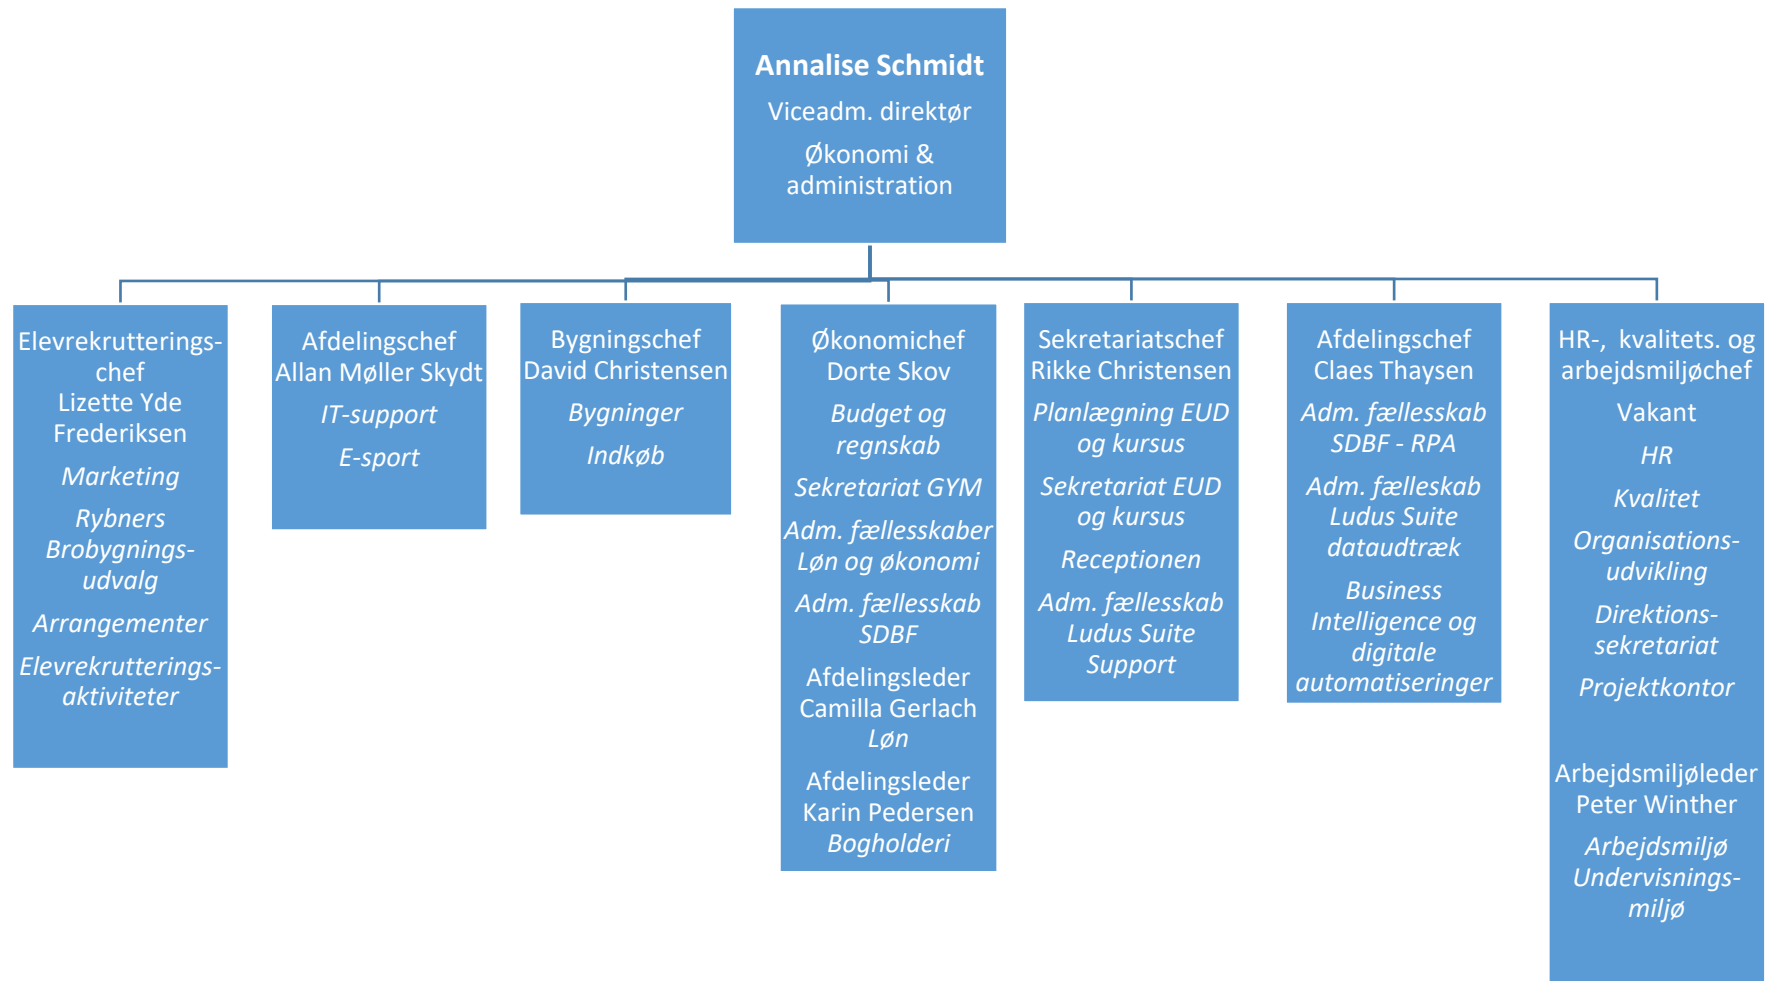 Annalise Schmidt
Viceadm. direktør
Økonomi &
administration
Elevrekrutterings-
chef
Lizette Yde
Frederiksen
Marketing
Rybners
Brobygnings-
udvalg
Arrangementer
Elevrekrutterings-
aktiviteter
Afdelingschef
Allan Møller Skydt
IT-support
E-sport
Bygningschef
David Christensen
Bygninger
Indkøb
Økonomichef
Dorte Skov
Budget og
regnskab
Sekretariat GYM
Adm. fællesskaber
Løn og økonomi
Adm. fællesskab
SDBF
Afdelingsleder
Camilla Gerlach
Løn
Afdelingsleder
Karin Pedersen
Bogholderi
Sekretariatschef
Rikke Christensen
Planlægning EUD
og kursus
Sekretariat EUD
og kursus
Receptionen
Adm. fællesskab
Ludus Suite
Support
Afdelingschef
Claes Thaysen
Adm. fællesskab
SDBF - RPA
Adm. fælleskab
Ludus Suite
dataudtræk
Business
Intelligence og
digitale
automatiseringer
HR-, kvalitets. og
arbejdsmiljøchef
Vakant
HR
Kvalitet
Organisations-
udvikling
Direktions-
sekretariat
Projektkontor
Arbejdsmiljøleder
Peter Winther
Arbejdsmiljø
Undervisnings-
miljø